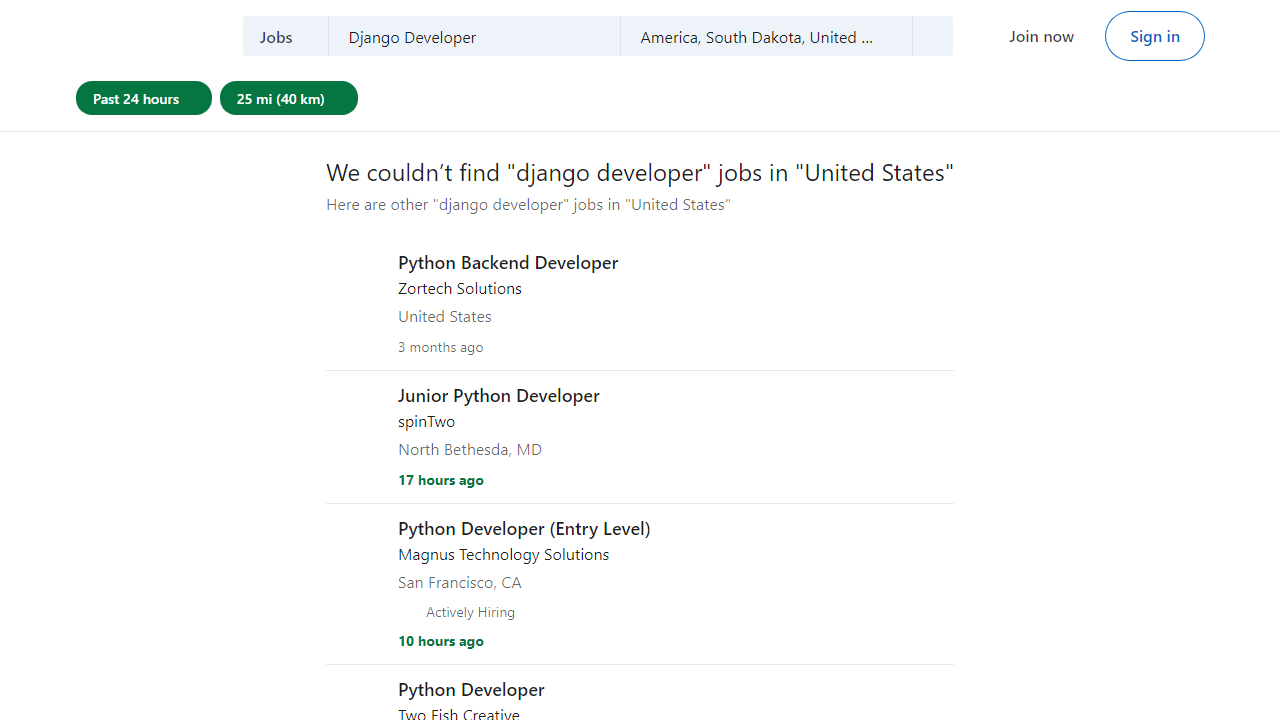 Jobs
Django Developer
America, South Dakota, United ...
Join now
Sign in
Past 24 hours
25 mi (40 km)
We couldn’t find "django developer" jobs in "United States"
Here are other "django developer" jobs in "United States"
Python Backend Developer
Zortech Solutions
United States
3 months ago
Junior Python Developer
spinTwo
North Bethesda, MD
17 hours ago
Python Developer (Entry Level)
Magnus Technology Solutions
San Francisco, CA
Actively Hiring
10 hours ago
Python Developer
Two Fish Creative